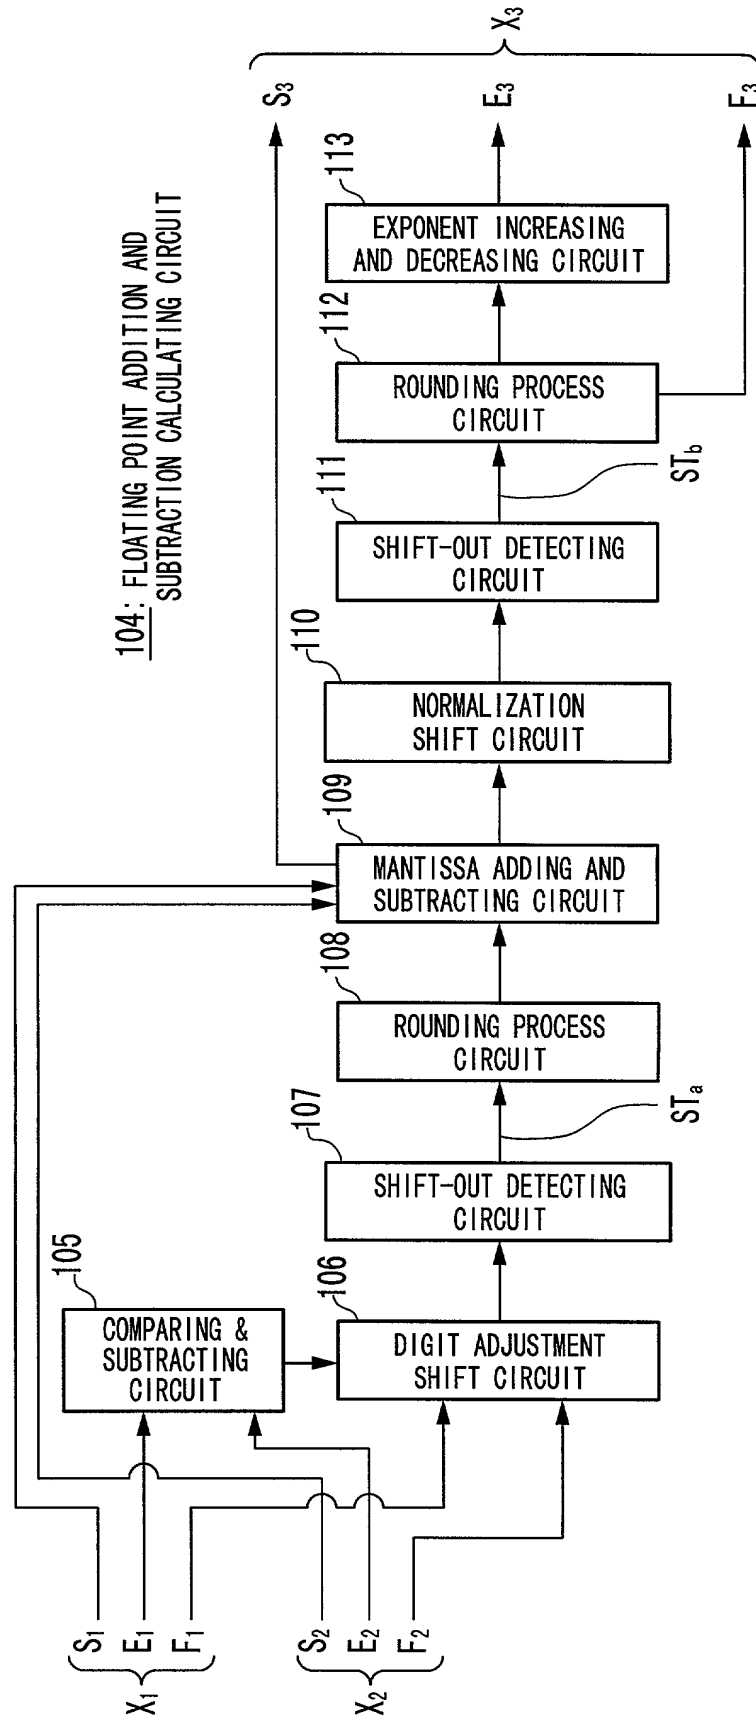 104: FLOATING POINT ADDITION AND
SUBTRACTION CALCULATING CIRCUIT
X₁
S₁
E₁
F₁
X₂
S₂
E₂
F₂
105
COMPARING &
SUBTRACTING
CIRCUIT
106
DIGIT ADJUSTMENT
SHIFT CIRCUIT
107
SHIFT-OUT DETECTING
CIRCUIT
STₐ
108
ROUNDING PROCESS
CIRCUIT
109
MANTISSA ADDING AND
SUBTRACTING CIRCUIT
110
NORMALIZATION
SHIFT CIRCUIT
111
SHIFT-OUT DETECTING
CIRCUIT
ST_b
112
ROUNDING PROCESS
CIRCUIT
113
EXPONENT INCREASING
AND DECREASING CIRCUIT
S₃
E₃
F₃
X₃